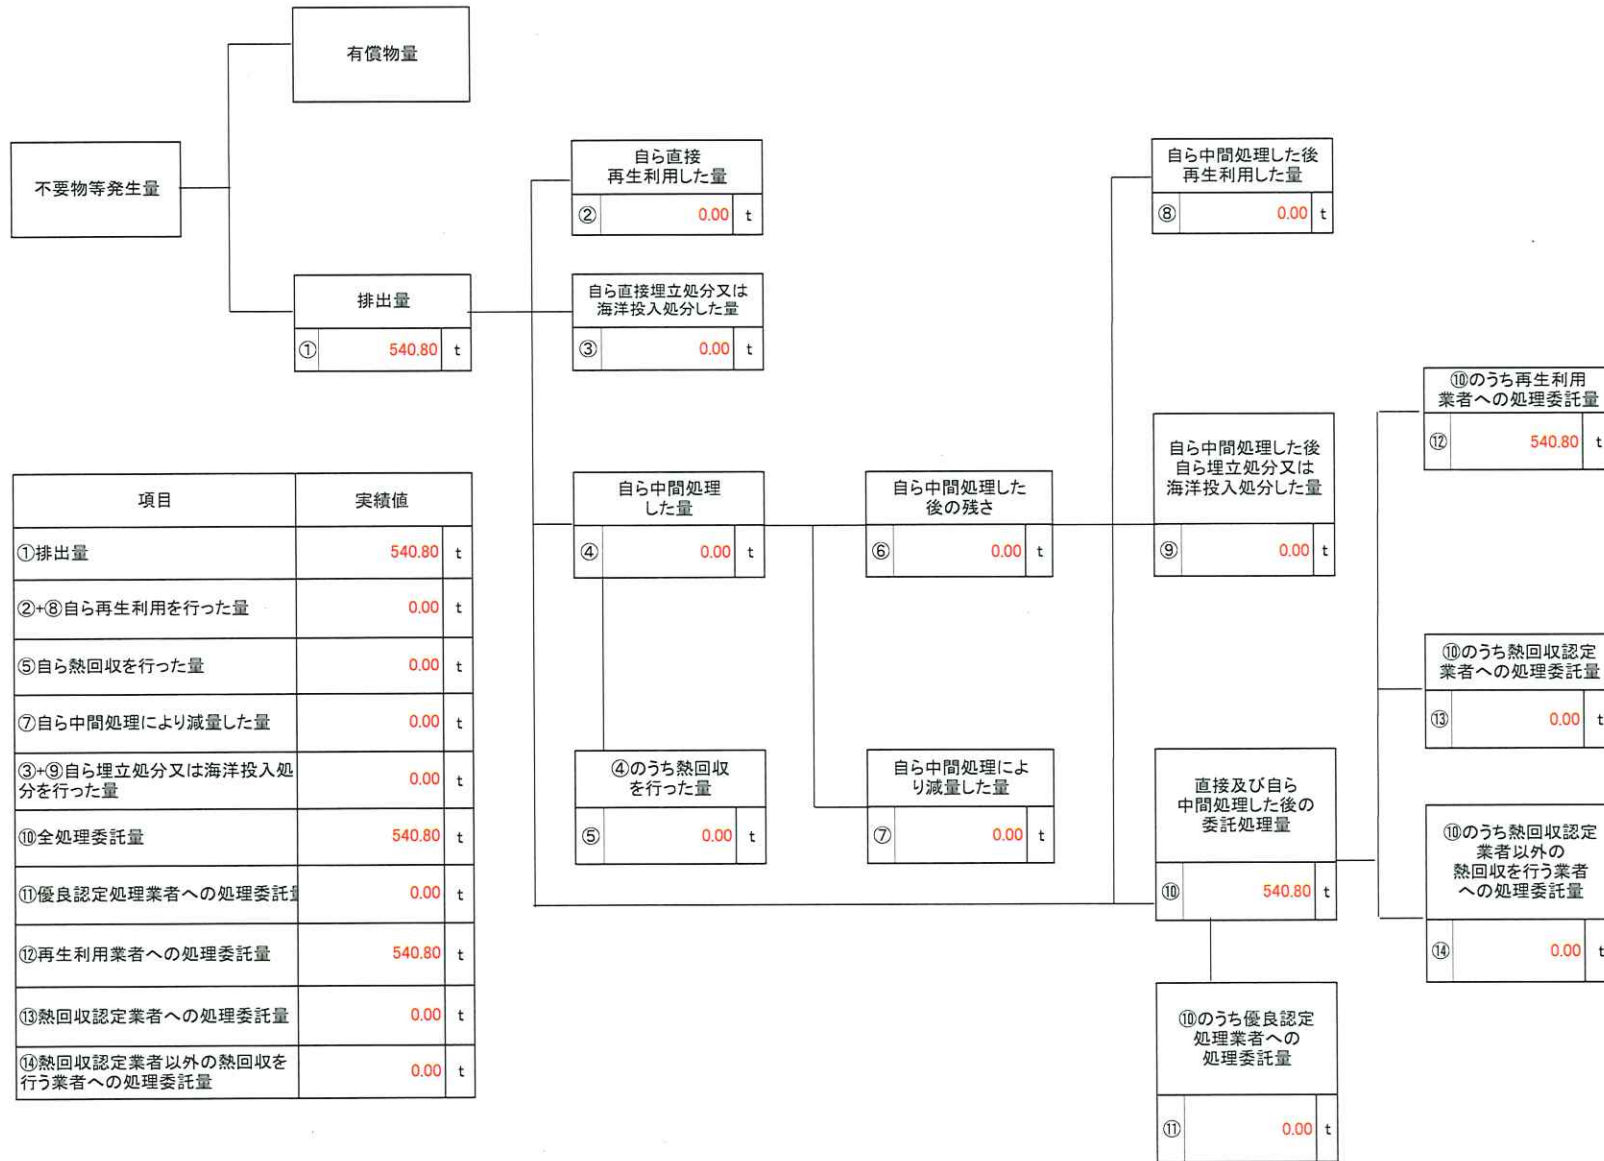 有償物量
不要物等発生量
排出量
① 540.80 t
自ら直接
再生利用した量
② 0.00 t
自ら直接埋立処分又は
海洋投入処分した量
③ 0.00 t
自ら中間処理
した量
④ 0.00 t
④のうち熱回収
を行った量
⑤ 0.00 t
自ら中間処理した
後の残さ
⑥ 0.00 t
自ら中間処理によ
り減量した量
⑦ 0.00 t
自ら中間処理した後
再生利用した量
⑧ 0.00 t
自ら中間処理した後
自ら埋立処分又は
海洋投入処分した量
⑨ 0.00 t
直接及び自ら
中間処理した後の
委託処理量
⑩ 540.80 t
⑩のうち優良認定
処理業者への
処理委託量
⑪ 0.00 t
⑩のうち再生利用
業者への処理委託量
⑫ 540.80 t
⑩のうち熱回収認定
業者への処理委託量
⑬ 0.00 t
⑩のうち熱回収認定
業者以外の
熱回収を行う業者
への処理委託量
⑭ 0.00 t
項目 実績値
①排出量 540.80 t
②+⑧自ら再生利用を行った量 0.00 t
⑤自ら熱回収を行った量 0.00 t
⑦自ら中間処理により減量した量 0.00 t
③+⑨自ら埋立処分又は海洋投入処
分を行った量 0.00 t
⑩全処理委託量 540.80 t
⑪優良認定処理業者への処理委託量 0.00 t
⑫再生利用業者への処理委託量 540.80 t
⑬熱回収認定業者への処理委託量 0.00 t
⑭熱回収認定業者以外の熱回収を
行う業者への処理委託量 0.00 t